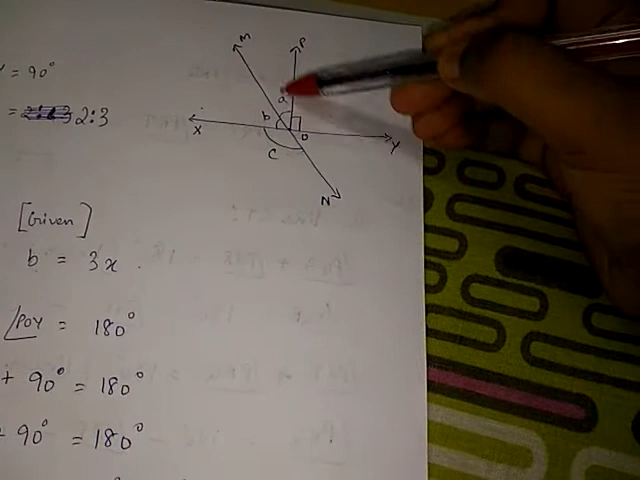 M P
= 90°
= 2:3
a
b
X O Y
C
N
[Given]
b = 3x
∠POY = 180°
+ 90° = 180°
+ 90° = 180°